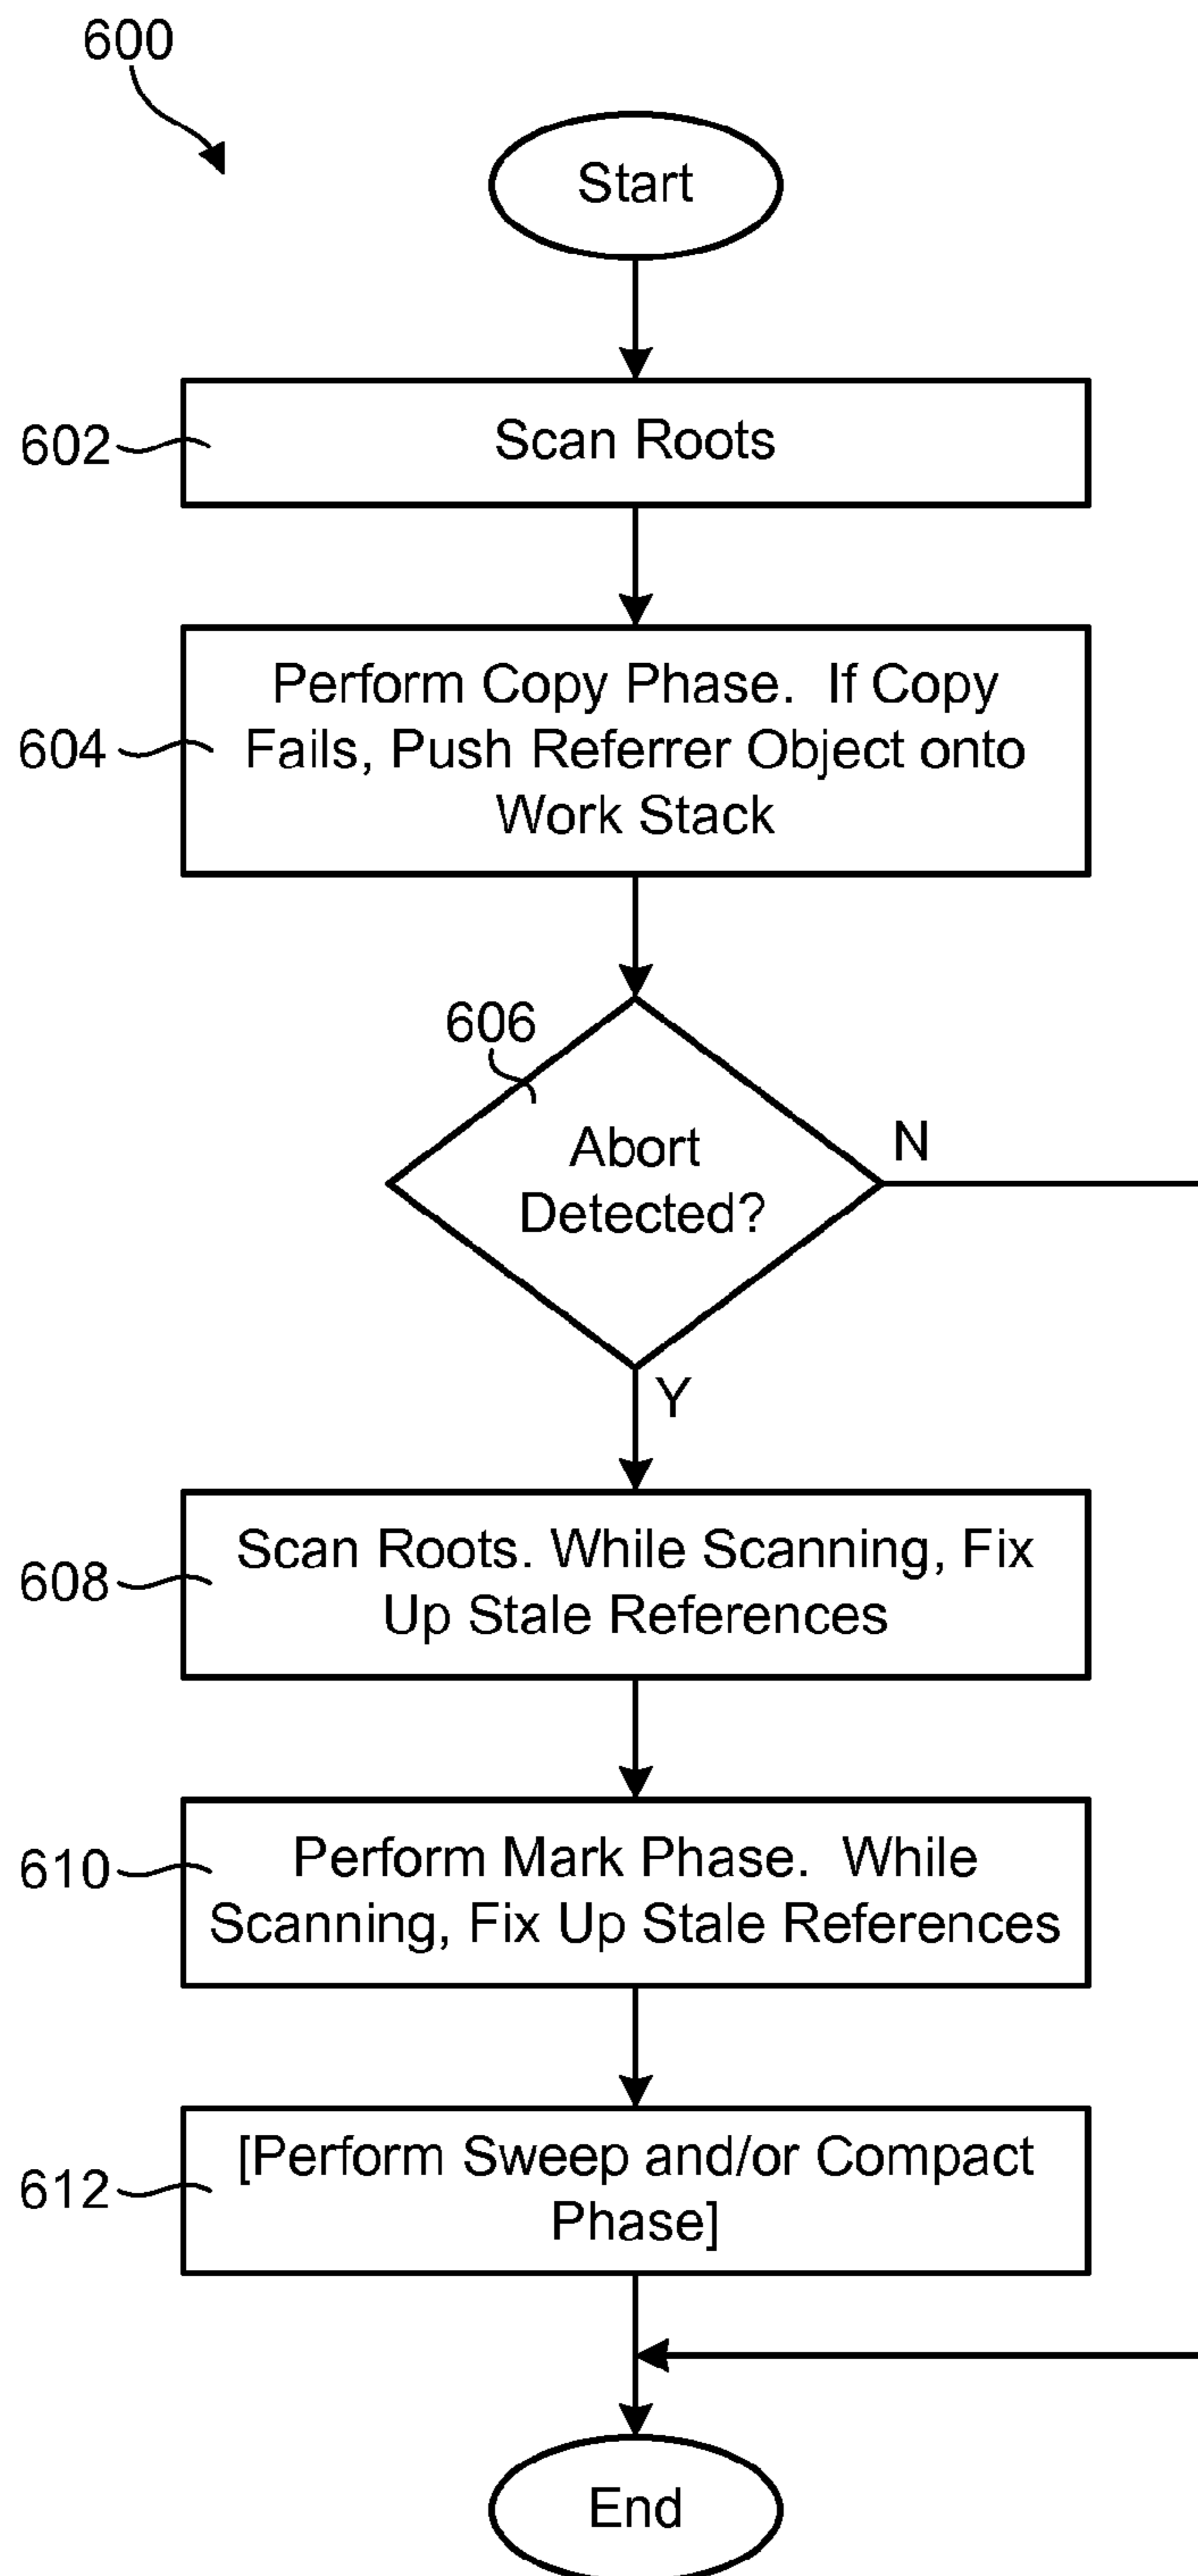 600
Start
602
Scan Roots
604
Perform Copy Phase.  If Copy
Fails, Push Referrer Object onto
Work Stack
606
Abort
Detected?
N
Y
608
Scan Roots. While Scanning, Fix
Up Stale References
610
Perform Mark Phase.  While
Scanning, Fix Up Stale References
612
[Perform Sweep and/or Compact
Phase]
End